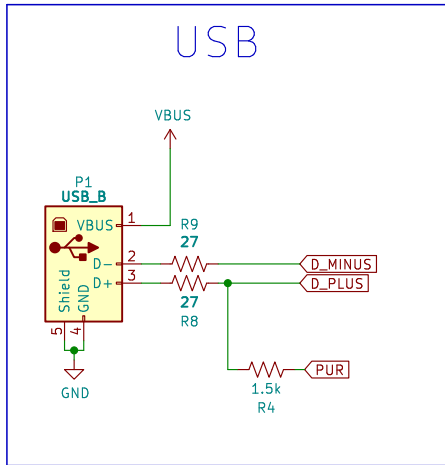 USB
VBUS
P1
USB_B
VBUS 1
R9
27
D- 2
D_MINUS
D+ 3
D_PLUS
27
R8
Shield
GND
5
4
GND
PUR
1.5k
R4